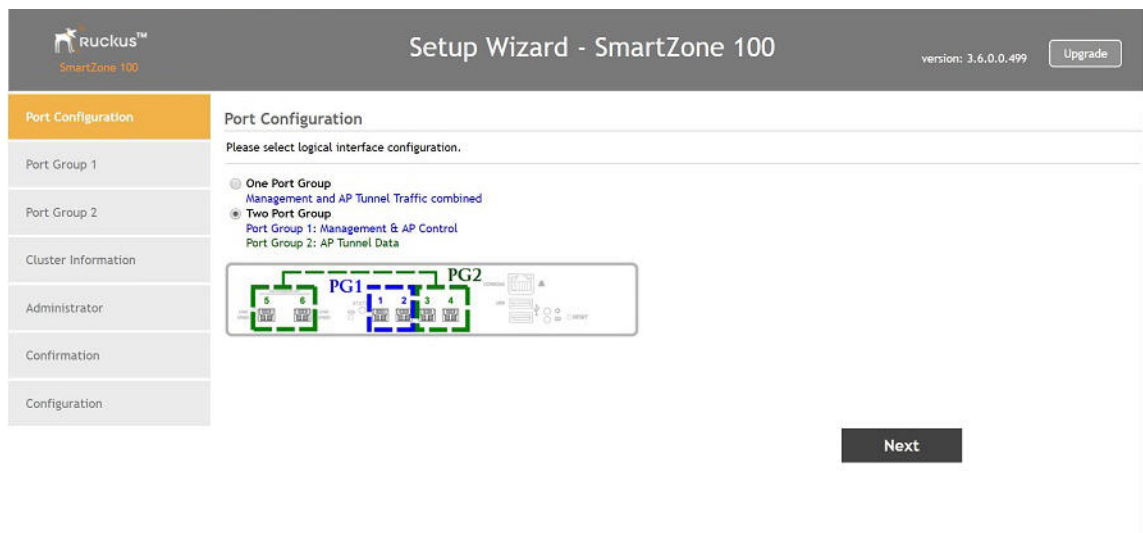 Ruckus™
SmartZone 100
Setup Wizard - SmartZone 100
version: 3.6.0.0.499
Upgrade
Port Configuration
Port Group 1
Port Group 2
Cluster Information
Administrator
Confirmation
Configuration
Port Configuration
Please select logical interface configuration.
One Port Group
Management and AP Tunnel Traffic combined
Two Port Group
Port Group 1: Management & AP Control
Port Group 2: AP Tunnel Data
PG1 PG2
5 6 1 2 3 4
Next